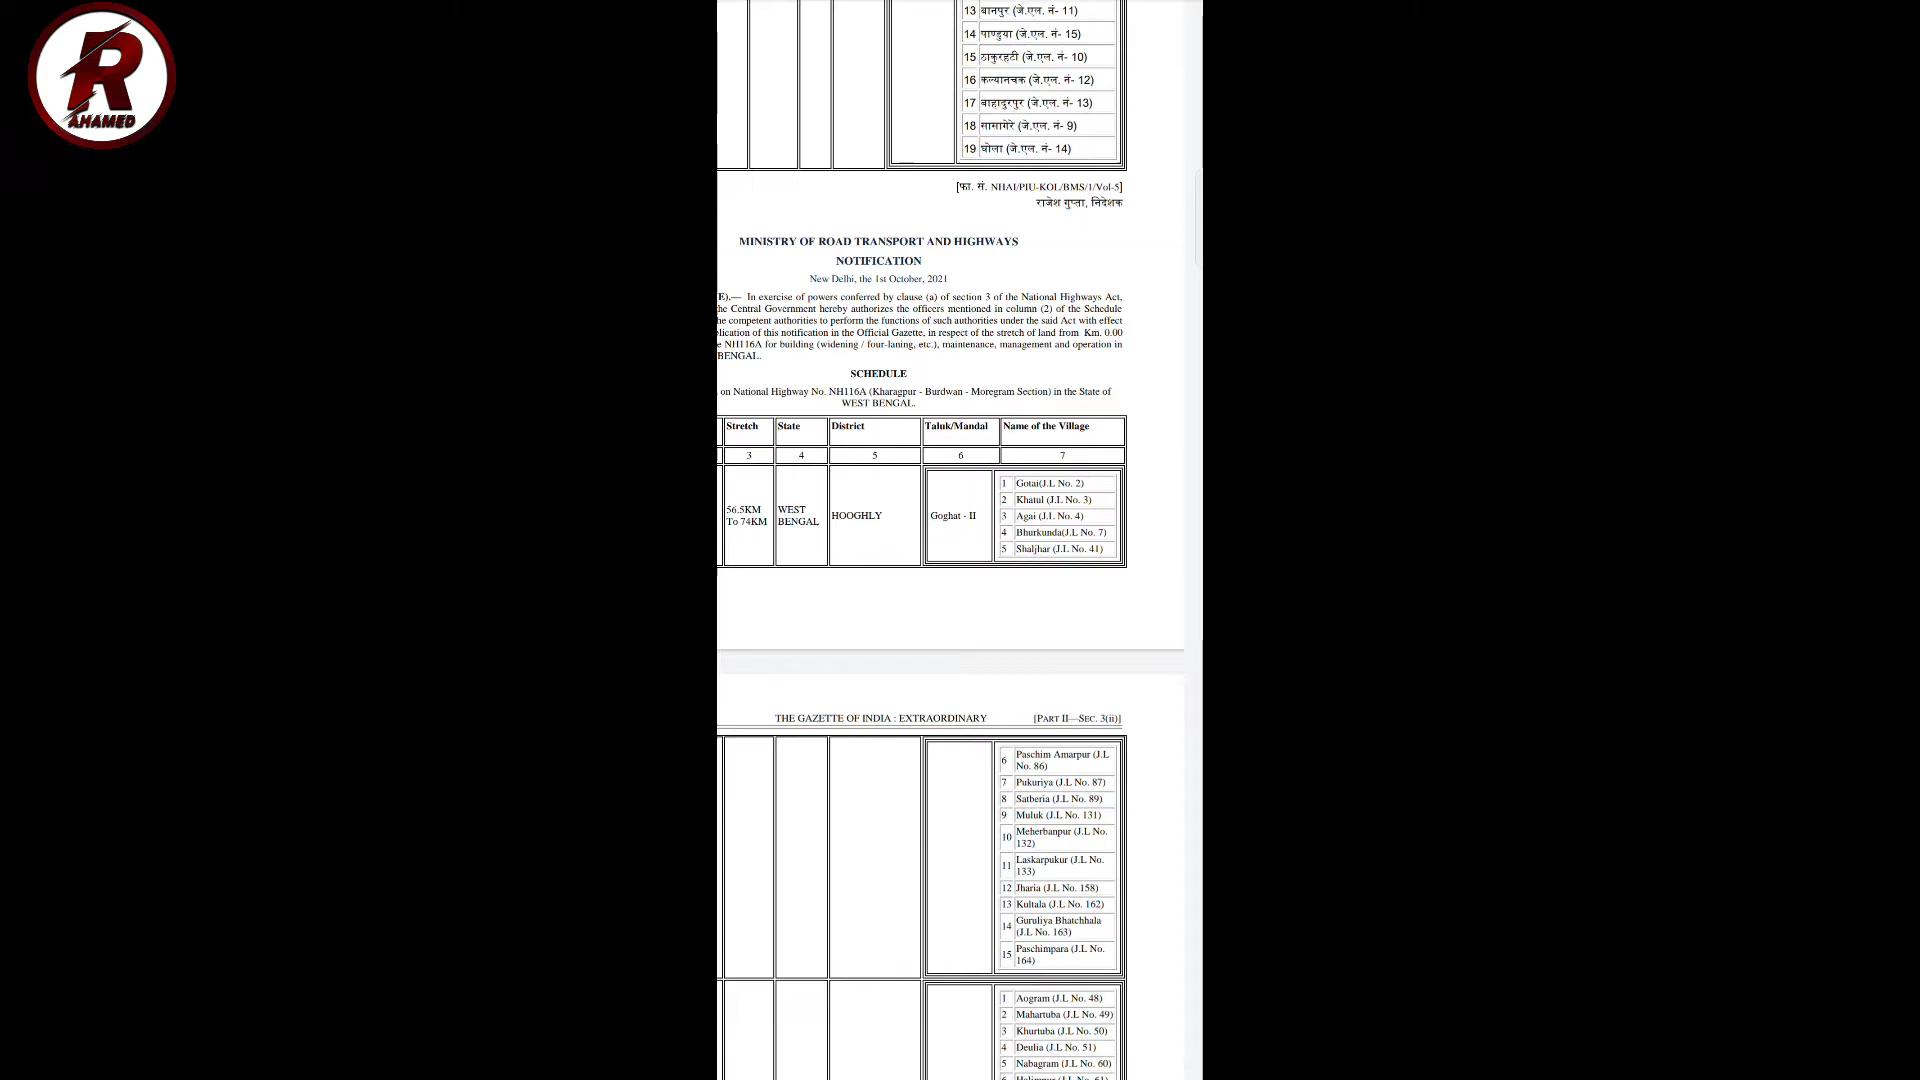 R
AHAMED
13 बानपुर (जे.एल. नं- 11)
14 पाण्डुया (जे.एल. नं- 15)
15 ठाकुरहटी (जे.एल. नं- 10)
16 कल्यानचक (जे.एल. नं- 12)
17 बाहादुरपुर (जे.एल. नं- 13)
18 सासागेरे (जे.एल. नं- 9)
19 घोला (जे.एल. नं- 14)
[फा. सं. NHAI/PIU-KOL/BMS/1/Vol-5]
राजेश गुप्ता, निदेशक
MINISTRY OF ROAD TRANSPORT AND HIGHWAYS
NOTIFICATION
New Delhi, the 1st October, 2021
E).— In exercise of powers conferred by clause (a) of section 3 of the National Highways Act,
he Central Government hereby authorizes the officers mentioned in column (2) of the Schedule
he competent authorities to perform the functions of such authorities under the said Act with effect
lication of this notification in the Official Gazette, in respect of the stretch of land from Km. 0.00
e NH116A for building (widening / four-laning, etc.), maintenance, management and operation in
BENGAL.
SCHEDULE
on National Highway No. NH116A (Kharagpur - Burdwan - Moregram Section) in the State of
WEST BENGAL.
Stretch State District Taluk/Mandal Name of the Village
3 4 5 6 7
56.5KM To 74KM
WEST BENGAL
HOOGHLY
Goghat - II
1 Gotai(J.L No. 2)
2 Khatul (J.L No. 3)
3 Agai (J.L No. 4)
4 Bhurkunda(J.L No. 7)
5 Shaljhar (J.L No. 41)
THE GAZETTE OF INDIA : EXTRAORDINARY [PART II—SEC. 3(ii)]
6 Paschim Amarpur (J.L
No. 86)
7 Pukuriya (J.L No. 87)
8 Satberia (J.L No. 89)
9 Muluk (J.L No. 131)
10 Meherbanpur (J.L No.
132)
11 Laskarpukur (J.L No.
133)
12 Jharia (J.L No. 158)
13 Kultala (J.L No. 162)
14 Guruliya Bhatchhala
(J.L No. 163)
15 Paschimpara (J.L No.
164)
1 Aogram (J.L No. 48)
2 Mahartuba (J.L No. 49)
3 Khurtuba (J.L No. 50)
4 Deulia (J.L No. 51)
5 Nabagram (J.L No. 60)